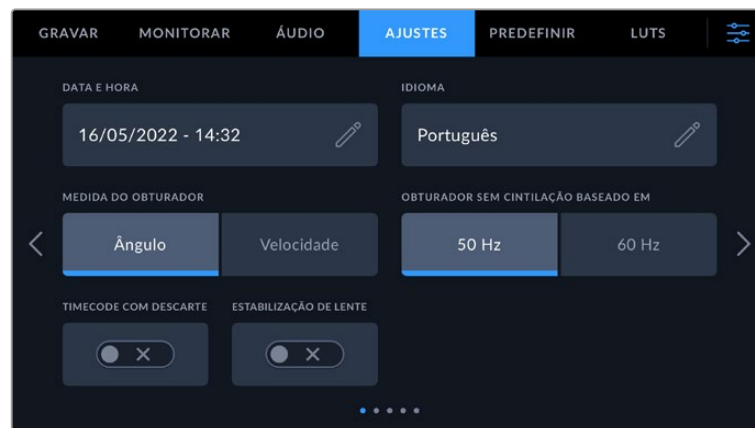 GRAVAR MONITORAR ÁUDIO AJUSTES PREDEFINIR LUTS
DATA E HORA IDIOMA
16/05/2022 - 14:32 Português
MEDIDA DO OBTURADOR OBTURADOR SEM CINTILAÇÃO BASEADO EM
Ângulo Velocidade 50 Hz 60 Hz
TIMECODE COM DESCARTE ESTABILIZAÇÃO DE LENTE